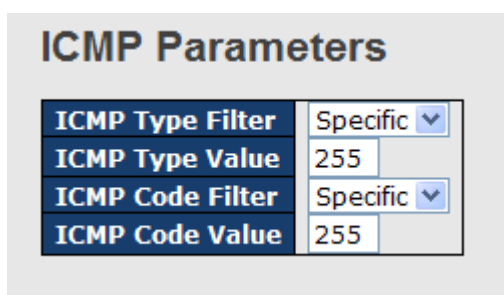 ICMP Parameters
ICMP Type Filter Specific
ICMP Type Value 255
ICMP Code Filter Specific
ICMP Code Value 255